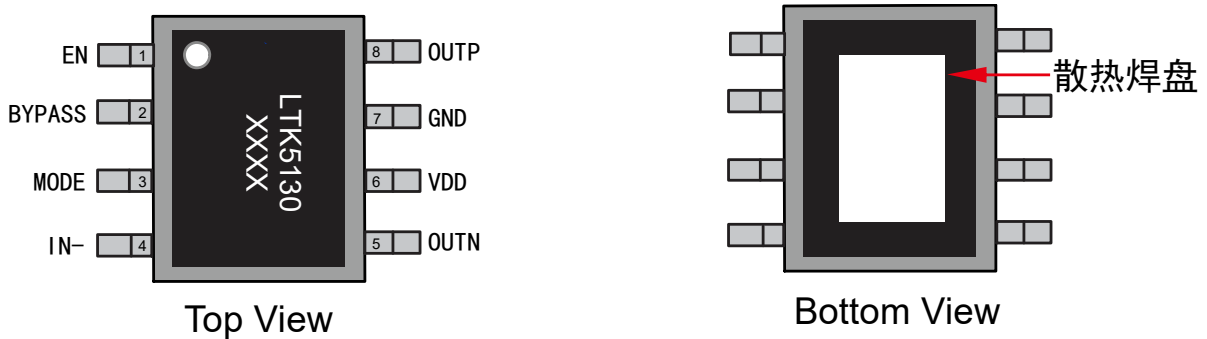 EN 1
8 OUTP
BYPASS 2
7 GND
MODE 3
6 VDD
IN- 4
5 OUTN
LTK5130
XXXX
散热焊盘
Top View
Bottom View